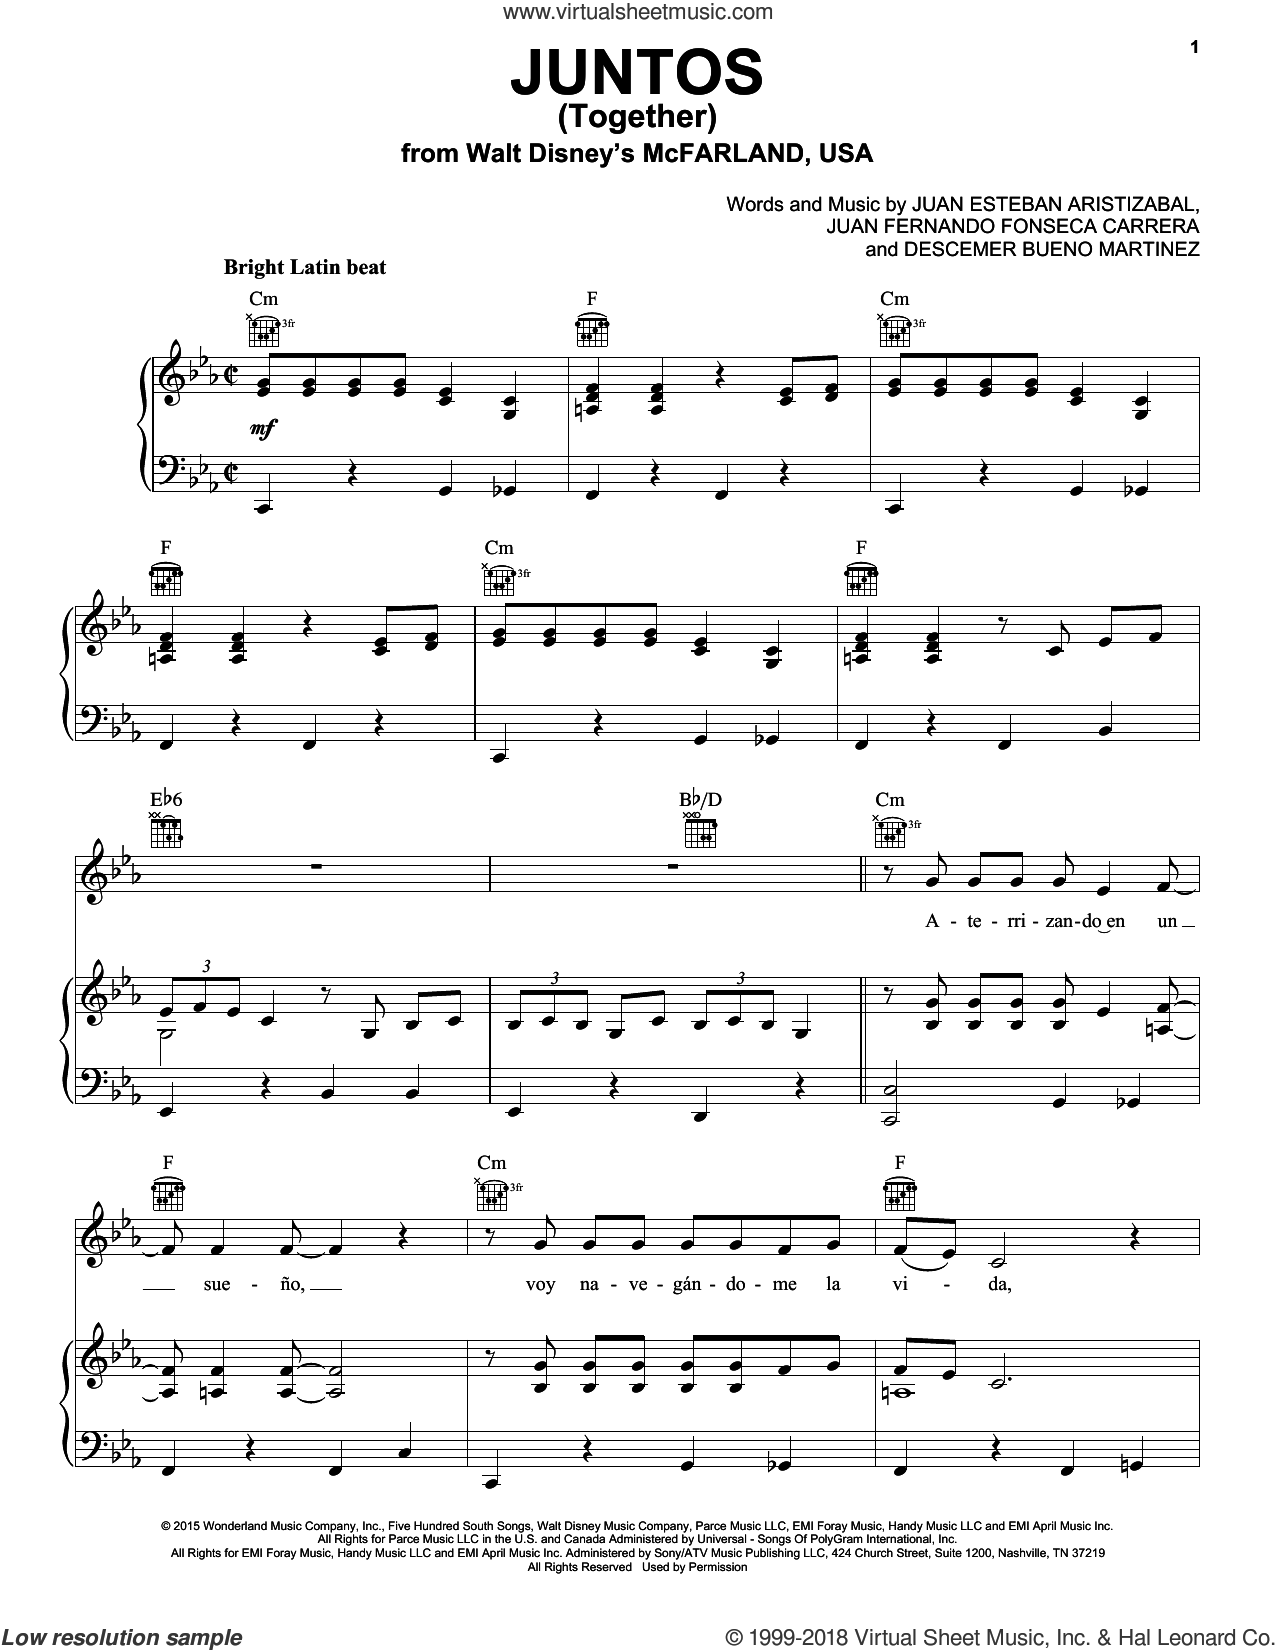 www.virtualsheetmusic.com
1
JUNTOS
(Together)
from Walt Disney's McFARLAND, USA
Words and Music by JUAN ESTEBAN ARISTIZABAL,
JUAN FERNANDO FONSECA CARRERA
and DESCEMER BUENO MARTINEZ
Bright Latin beat
Cm F Cm
3fr 3fr
mf
F Cm F
3fr
E♭6 B♭/D Cm
3fr
A - te - rri - zan - do en un
3 3 3
F Cm F
3fr
sue - ño, voy na - ve - gán - do - me la vi - da,
© 2015 Wonderland Music Company, Inc., Five Hundred South Songs, Walt Disney Music Company, Parce Music LLC, EMI Foray Music, Handy Music LLC and EMI April Music Inc.
All Rights for Parce Music LLC in the U.S. and Canada Administered by Universal - Songs Of PolyGram International, Inc.
All Rights for EMI Foray Music, Handy Music LLC and EMI April Music Inc. Administered by Sony/ATV Music Publishing LLC, 424 Church Street, Suite 1200, Nashville, TN 37219
All Rights Reserved Used by Permission
Low resolution sample
© 1999-2018 Virtual Sheet Music, Inc. & Hal Leonard Co.